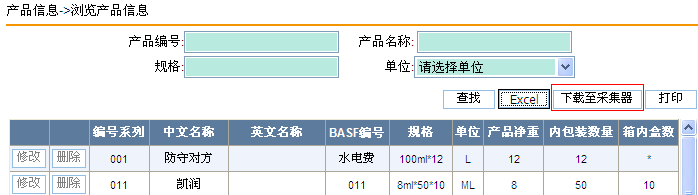 产品信息->浏览产品信息
产品编号: 产品名称:
规格: 单位: 请选择单位
查找 Excel 下载至采集器 打印
编号系列 中文名称 英文名称 BASF编号 规格 单位 产品净重 内包装数量 箱内盒数
修改 删除 001 防守对方 水电费 100ml*12 L 12 12 *
修改 删除 011 凯润 011 8ml*50*10 ML 8 50 10